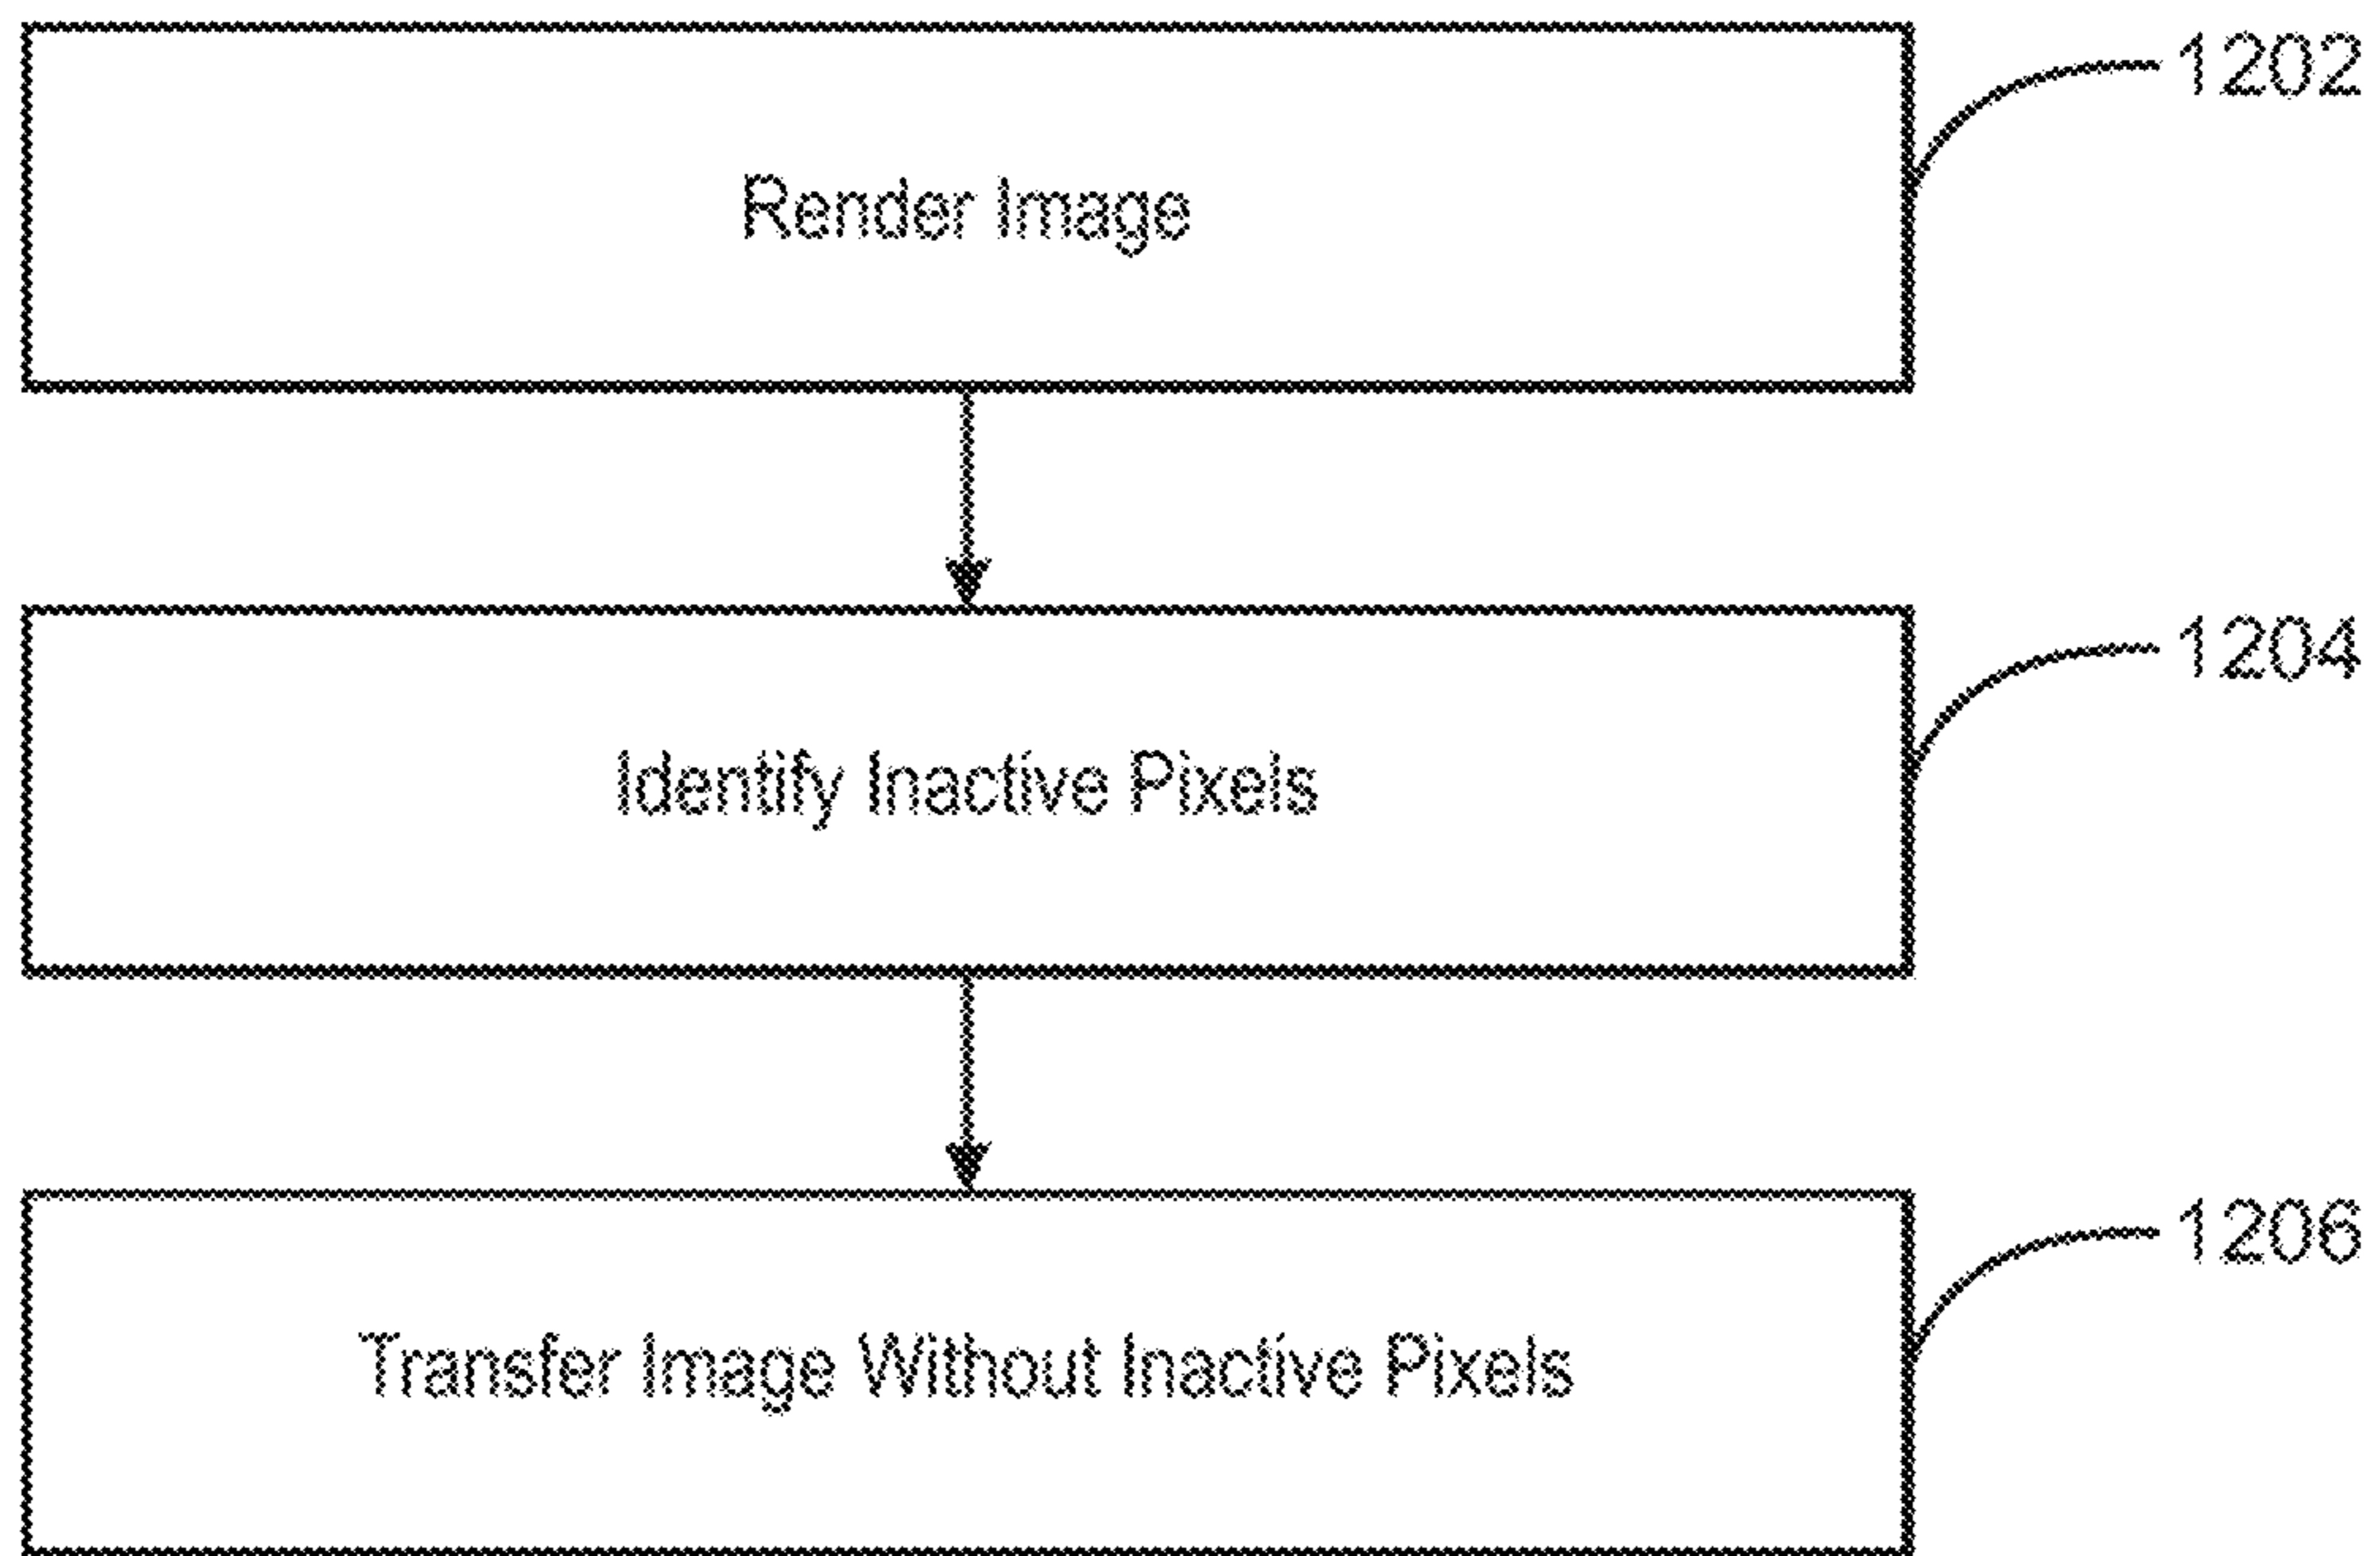 1202
Render Image
1204
Identify Inactive Pixels
1206
Transfer Image Without Inactive Pixels